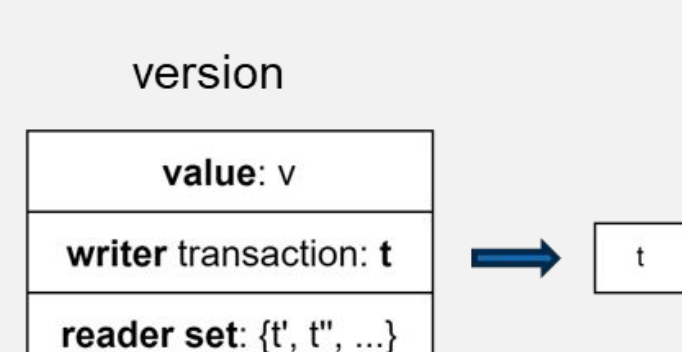 version
value: v
writer transaction: t
t
reader set: {t', t", ...}